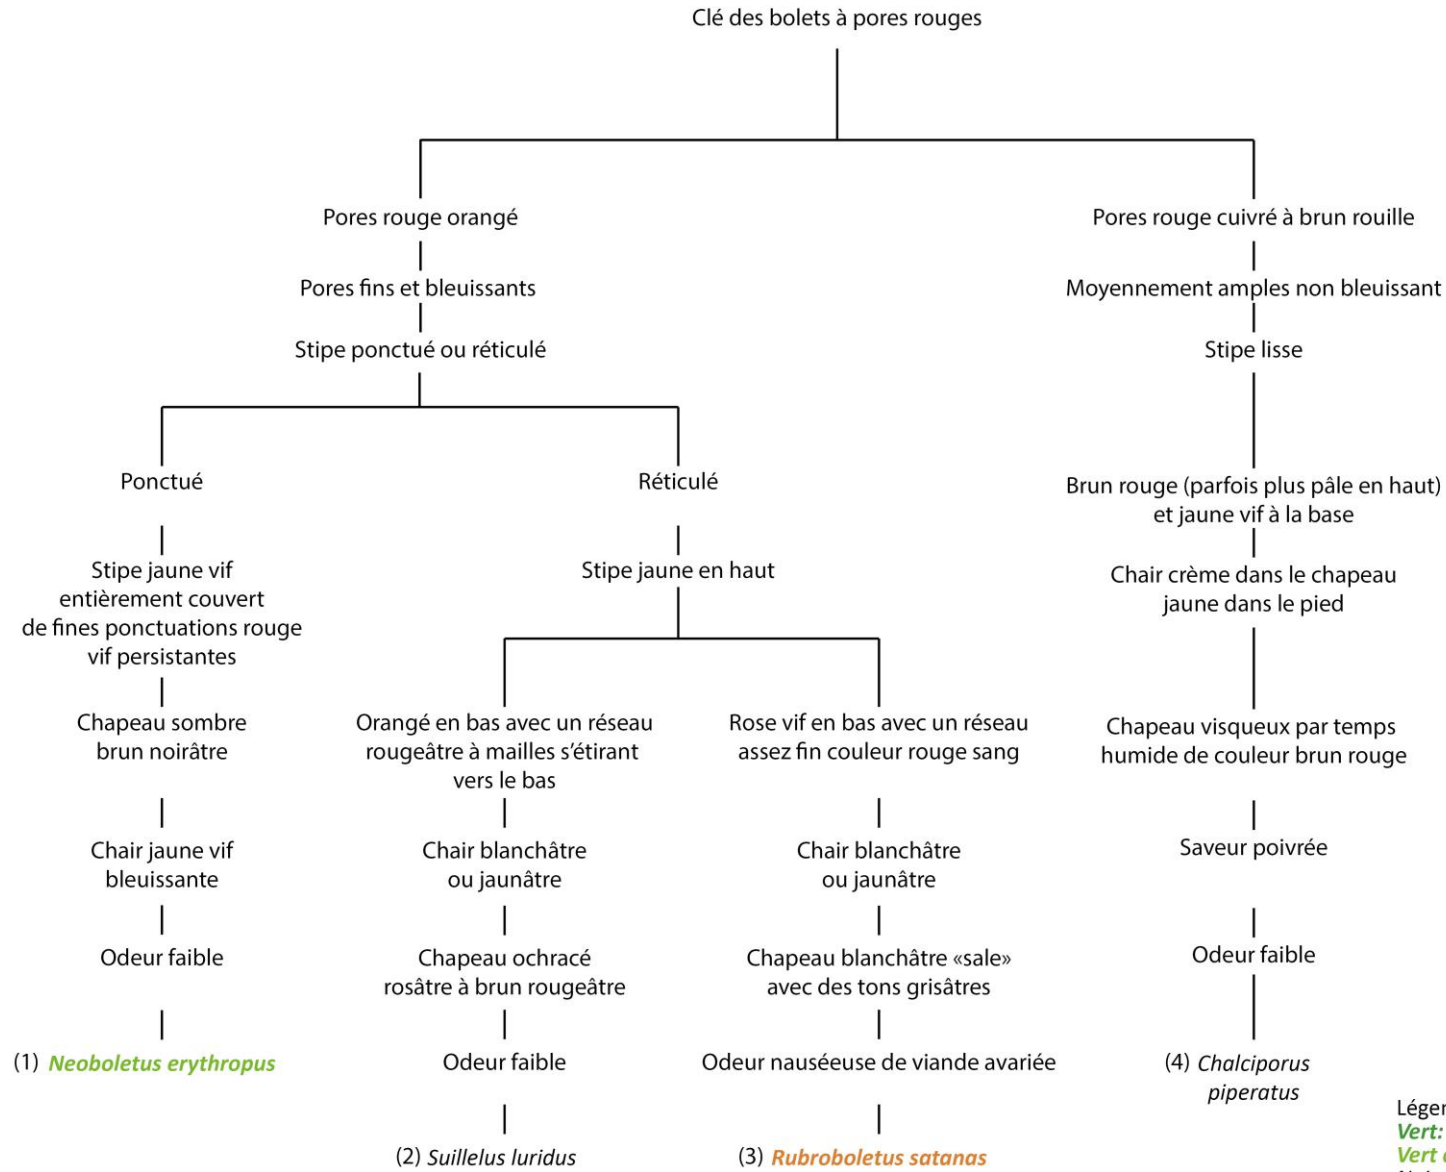 Clé des bolets à pores rouges
Pores rouge orangé
Pores fins et bleuissants
Stipe ponctué ou réticulé
Ponctué
Stipe jaune vif
entièrement couvert
de fines ponctuations rouge
vif persistantes
Chapeau sombre
brun noirâtre
Chair jaune vif
bleuissante
Odeur faible
(1) Neoboletus erythropus
Réticulé
Stipe jaune en haut
Orangé en bas avec un réseau
rougeâtre à mailles s’étirant
vers le bas
Chair blanchâtre
ou jaunâtre
Chapeau ochracé
rosâtre à brun rougeâtre
Odeur faible
(2) Suillelus luridus
Rose vif en bas avec un réseau
assez fin couleur rouge sang
Chair blanchâtre
ou jaunâtre
Chapeau blanchâtre «sale»
avec des tons grisâtres
Odeur nauséeuse de viande avariée
(3) Rubroboletus satanas
Pores rouge cuivré à brun rouille
Moyennement amples non bleuissant
Stipe lisse
Brun rouge (parfois plus pâle en haut)
et jaune vif à la base
Chair crème dans le chapeau
jaune dans le pied
Chapeau visqueux par temps
humide de couleur brun rouge
Saveur poivrée
Odeur faible
(4) Chalciporus
piperatus
Vert:
Vert